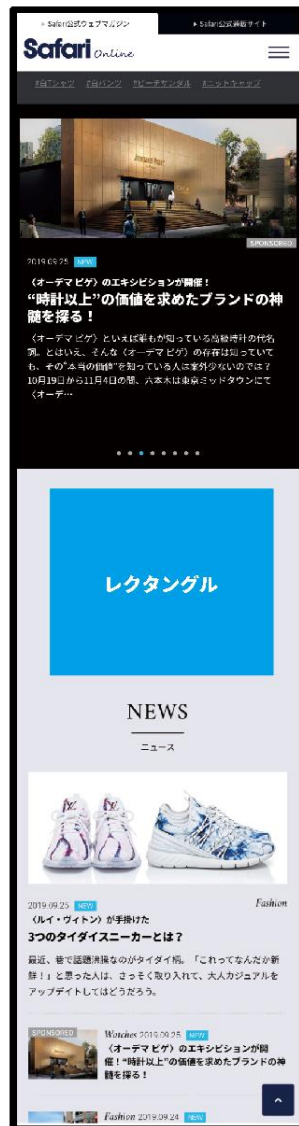 Safari公式ウェブマガジン
Safari公式通販サイト
Safari Online
#白Tシャツ #白パンツ #ビーチサンダル #ニットキャップ
SPONSORED
2019.09.25 NEW
〈オーデマ ピゲ〉のエキシビションが開催！
“時計以上”の価値を求めたブランドの神
髄を探る！
〈オーデマ ピゲ〉といえば誰もが知っている高級時計の代名
詞。とはいえ、そんな〈オーデマ ピゲ〉の存在は知っていて
も、その“本当の価値”を知っている人は案外少ないのでは？
10月19日から11月4日の間、六本木は東京ミッドタウンにて
〈オーデ…
レクタングル
NEWS
ニュース
2019.09.25 NEW
Fashion
〈ルイ・ヴィトン〉が手掛けた
3つのタイダイスニーカーとは？
最近、巷で話題沸騰なのがタイダイ柄。「これってなんだか新
鮮！」と思った人は、さっそく取り入れて、大人カジュアルを
アップデイトしてはどうだろう。
SPONSORED
Watches 2019.09.25 NEW
〈オーデマ ピゲ〉のエキシビションが開
催！“時計以上”の価値を求めたブランドの神
髄を探る！
Fashion 2019.09.24 NEW